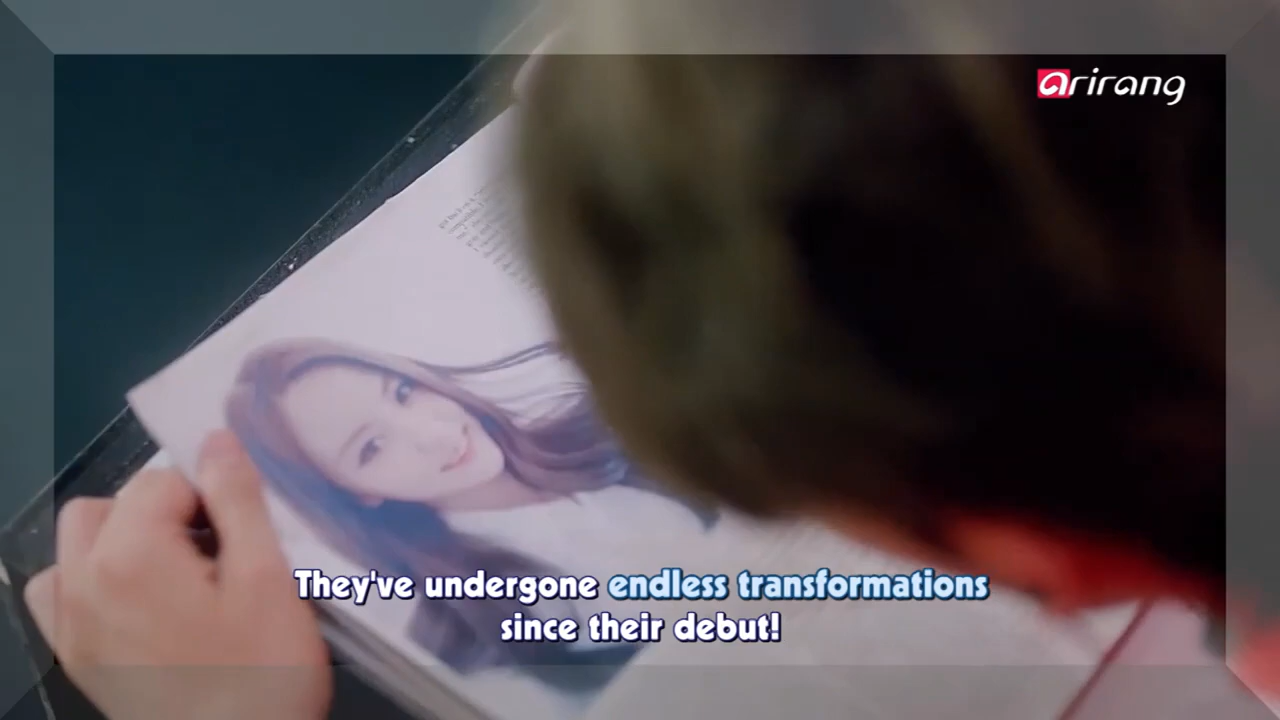 arirang
They've undergone endless transformations
since their debut!